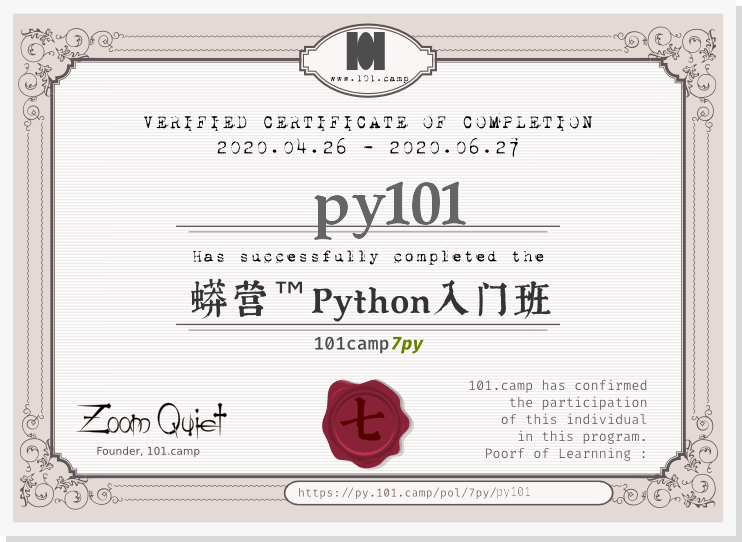 101
www.101.camp
VERIFIED CERTIFICATE OF COMPLETION
2020.04.26 - 2020.06.27
py101
Has successfully completed the
蟒营™Python入门班
101camp7py
Zoom Quiet
Founder, 101.camp
七
101.camp has confirmed
the participation
of this individual
in this program.
Poorf of Learnning :
https://py.101.camp/pol/7py/py101